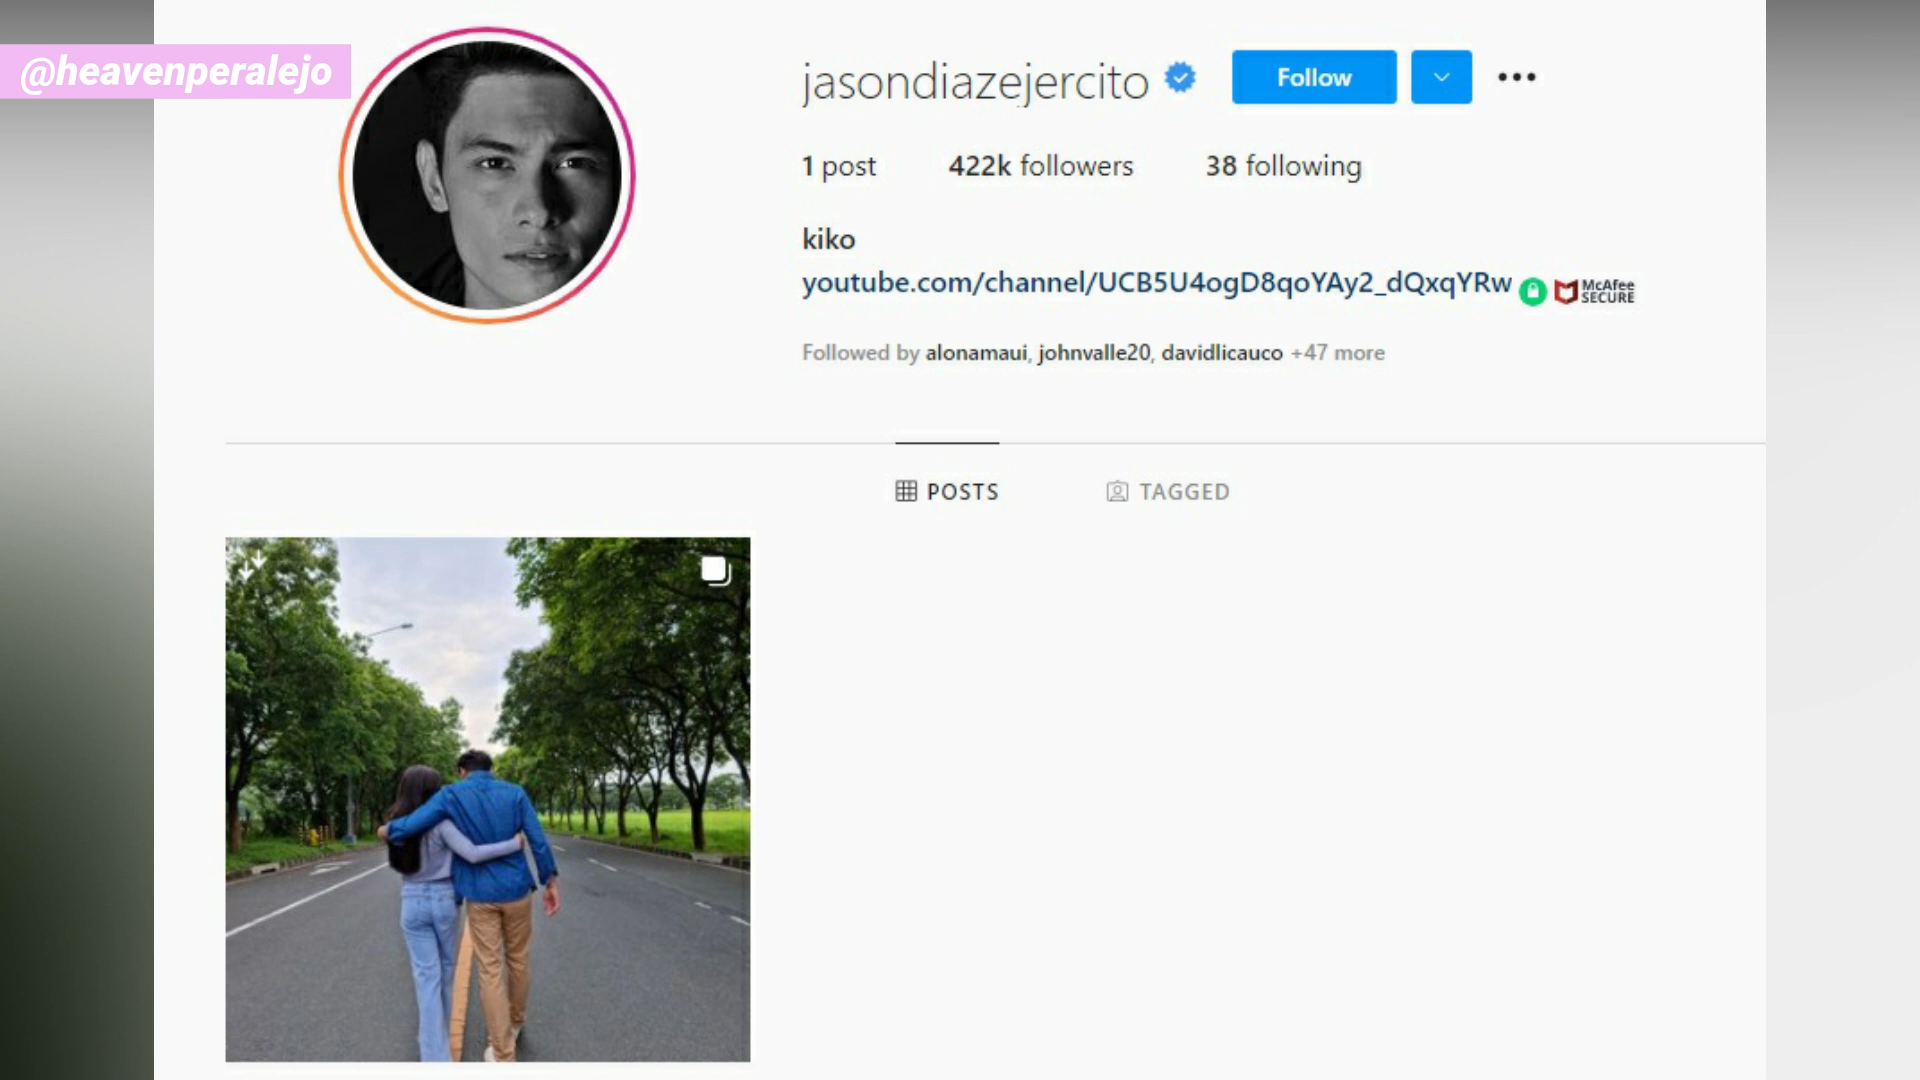 @heavenperalejo
jasondiazejercito
Follow
1 post 422k followers 38 following
kiko
youtube.com/channel/UCB5U4ogD8qoYAy2_dQxqYRw
McAfee
SECURE
Followed by alonamaui, johnvalle20, davidlicauco +47 more
POSTS TAGGED